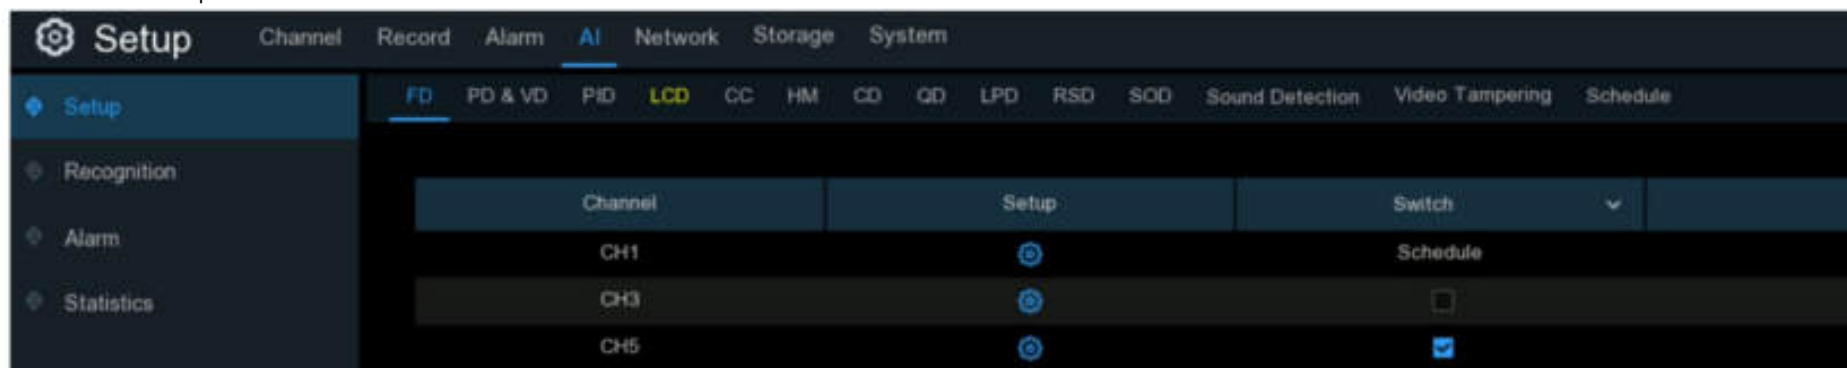 Setup Channel Record Alarm AI Network Storage System
Setup FD PD & VD PID LCD CC HM CD QD LPD RSD SOD Sound Detection Video Tampering Schedule
Recognition
Channel Setup Switch
Alarm
CH1 Schedule
Statistics
CH3
CH5